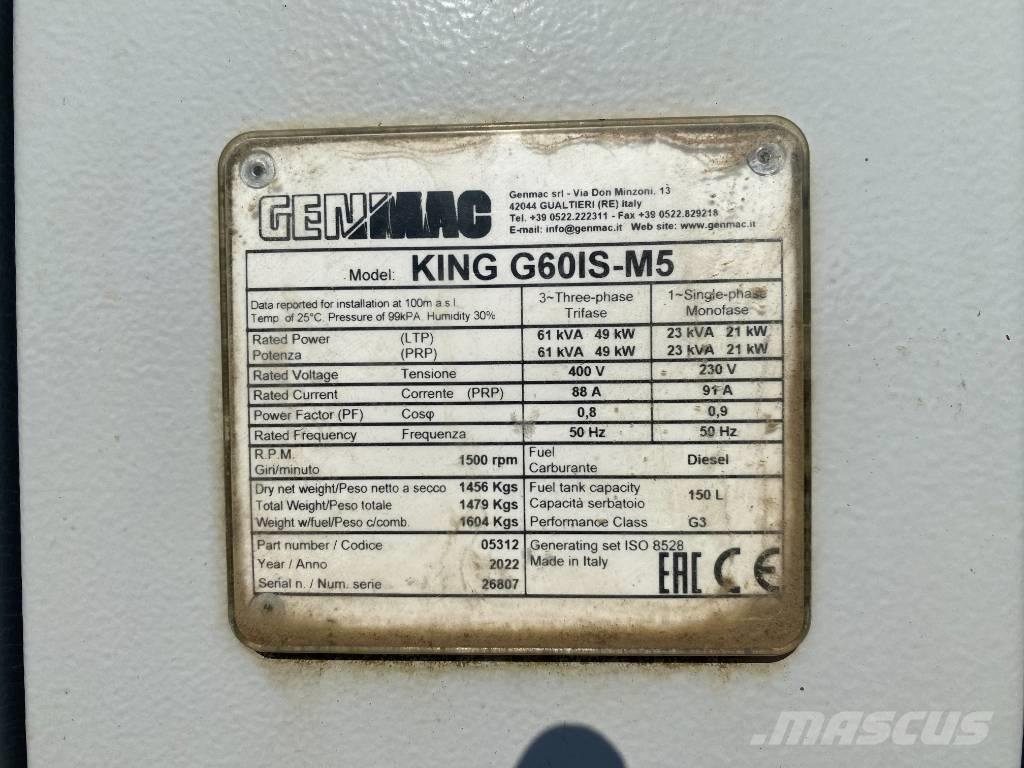 GENMAC
Genmac srl - Via Don Minzoni, 13
42044 GUALTIERI (RE) Italy
Tel. +39 0522.222311 - Fax +39 0522.829218
E-mail: info@genmac.it Web site: www.genmac.it
Model: KING G60IS-M5
Data reported for installation at 100m a.s.l.
Temp. of 25°C. Pressure of 99kPA. Humidity 30%
3~Three-phase
Trifase
1~Single-phase
Monofase
Rated Power (LTP) 61 kVA 49 kW 23 kVA 21 kW
Potenza (PRP) 61 kVA 49 kW 23 kVA 21 kW
Rated Voltage Tensione 400 V 230 V
Rated Current Corrente (PRP) 88 A 91 A
Power Factor (PF) Cosφ 0,8 0,9
Rated Frequency Frequenza 50 Hz 50 Hz
R.P.M.
Giri/minuto
1500 rpm
Fuel
Carburante
Diesel
Dry net weight/Peso netto a secco 1456 Kgs
Total Weight/Peso totale 1479 Kgs
Weight w/fuel/Peso c/comb. 1604 Kgs
Fuel tank capacity
Capacità serbatoio
150 L
Performance Class G3
Part number / Codice 05312
Year / Anno 2022
Serial n. / Num. serie 26807
Generating set ISO 8528
Made in Italy
EAC CE
MASCUS